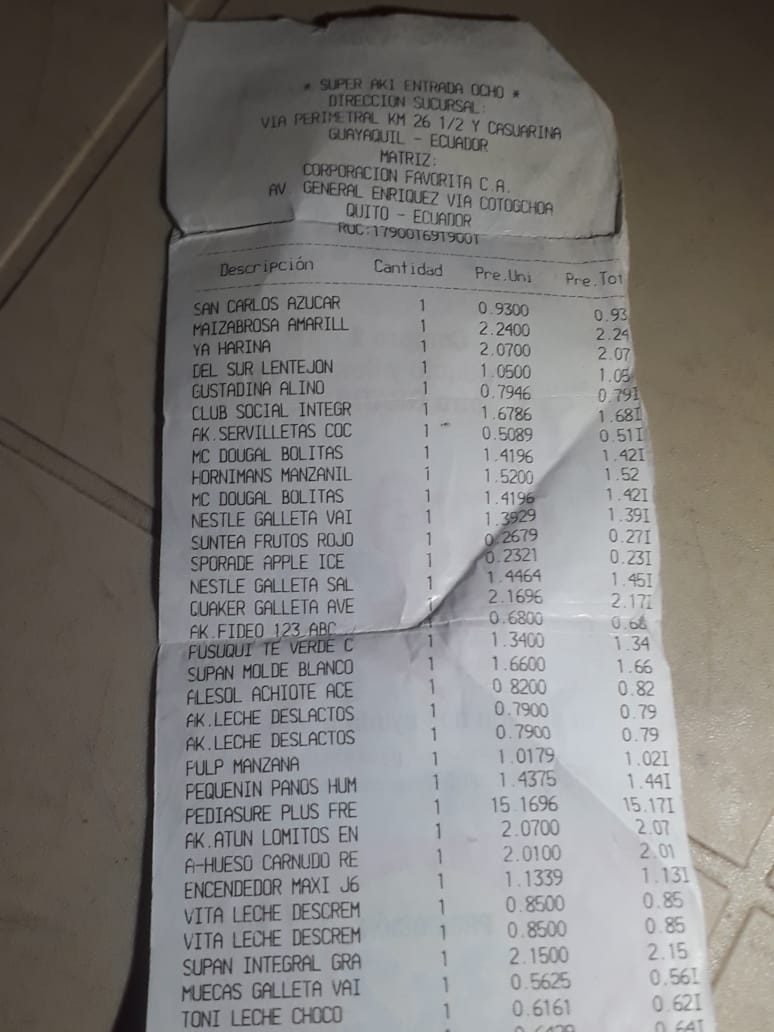 * SUPER AKI ENTRADA OCHO *
DIRECCION SUCURSAL:
VIA PERIMETRAL KM 26 1/2 Y CASUARINA
GUAYAQUIL - ECUADOR
MATRIZ:
CORPORACION FAVORITA C.A.
AV. GENERAL ENRIQUEZ VIA COTOGCHOA
QUITO - ECUADOR
RUC:1790016919001
Descripción Cantidad Pre.Uni Pre.Tot
SAN CARLOS AZUCAR 1 0.9300 0.93
MAIZABROSA AMARILL 1 2.2400 2.24
YA HARINA 1 2.0700 2.07
DEL SUR LENTEJON 1 1.0500 1.05
GUSTADINA ALINO 1 0.7946 0.79I
CLUB SOCIAL INTEGR 1 1.6786 1.68I
AK.SERVILLETAS COC 1 0.5089 0.51I
MC DOUGAL BOLITAS 1 1.4196 1.42I
HORNIMANS MANZANIL 1 1.5200 1.52
MC DOUGAL BOLITAS 1 1.4196 1.42I
NESTLE GALLETA VAI 1 1.3929 1.39I
SUNTEA FRUTOS ROJO 1 0.2679 0.27I
SPORADE APPLE ICE 1 0.2321 0.23I
NESTLE GALLETA SAL 1 1.4464 1.45I
QUAKER GALLETA AVE 1 2.1696 2.17I
AK.FIDEO 123 ABC 1 0.6800 0.68
FUSUQUI TE VERDE C 1 1.3400 1.34
SUPAN MOLDE BLANCO 1 1.6600 1.66
ALESOL ACHIOTE ACE 1 0.8200 0.82
AK.LECHE DESLACTOS 1 0.7900 0.79
AK.LECHE DESLACTOS 1 0.7900 0.79
PULP MANZANA 1 1.0179 1.02I
PEQUENIN PANOS HUM 1 1.4375 1.44I
PEDIASURE PLUS FRE 1 15.1696 15.17I
AK.ATUN LOMITOS EN 1 2.0700 2.07
A-HUESO CARNUDO RE 1 2.0100 2.01
ENCENDEDOR MAXI J6 1 1.1339 1.13I
VITA LECHE DESCREM 1 0.8500 0.85
VITA LECHE DESCREM 1 0.8500 0.85
SUPAN INTEGRAL GRA 1 2.1500 2.15
MUECAS GALLETA VAI 1 0.5625 0.56I
TONI LECHE CHOCO 1 0.6161 0.62I
0.64I